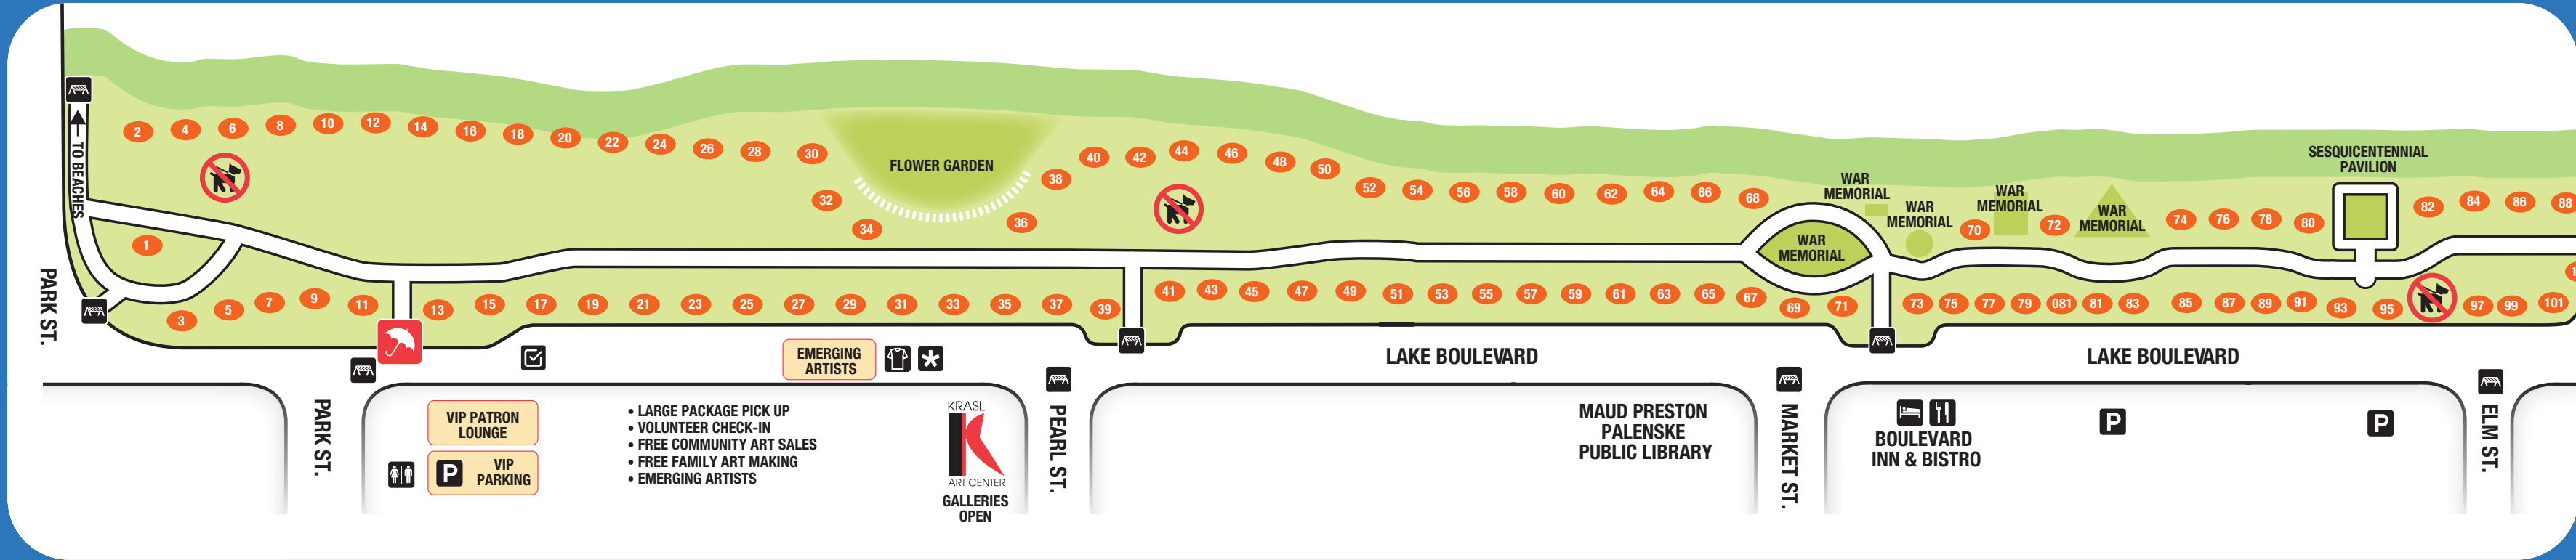 2
4
6
8
10
12
14
16
18
20
22
24
26
28
30
32
34
FLOWER GARDEN
36
38
40
42
44
46
48
50
52
54
56
58
60
62
64
66
68
WAR
MEMORIAL
WAR
MEMORIAL
WAR
MEMORIAL
70
WAR
MEMORIAL
72
WAR
MEMORIAL
74
76
78
80
SESQUICENTENNIAL
PAVILION
82
84
86
88
TO BEACHES
PARK ST.
1
3
5
7
9
11
13
15
17
19
21
23
25
27
29
31
33
35
37
39
41
43
45
47
49
51
53
55
57
59
61
63
65
67
69
71
73
75
77
79
081
81
83
85
87
89
91
93
95
97
99
101
EMERGING
ARTISTS
LAKE BOULEVARD
LAKE BOULEVARD
PARK ST.
VIP PATRON
LOUNGE
P
VIP
PARKING
• LARGE PACKAGE PICK UP
• VOLUNTEER CHECK-IN
• FREE COMMUNITY ART SALES
• FREE FAMILY ART MAKING
• EMERGING ARTISTS
KRASL
K
ART CENTER
GALLERIES
OPEN
PEARL ST.
MAUD PRESTON
PALENSKE
PUBLIC LIBRARY
MARKET ST.
BOULEVARD
INN & BISTRO
P
P
ELM ST.